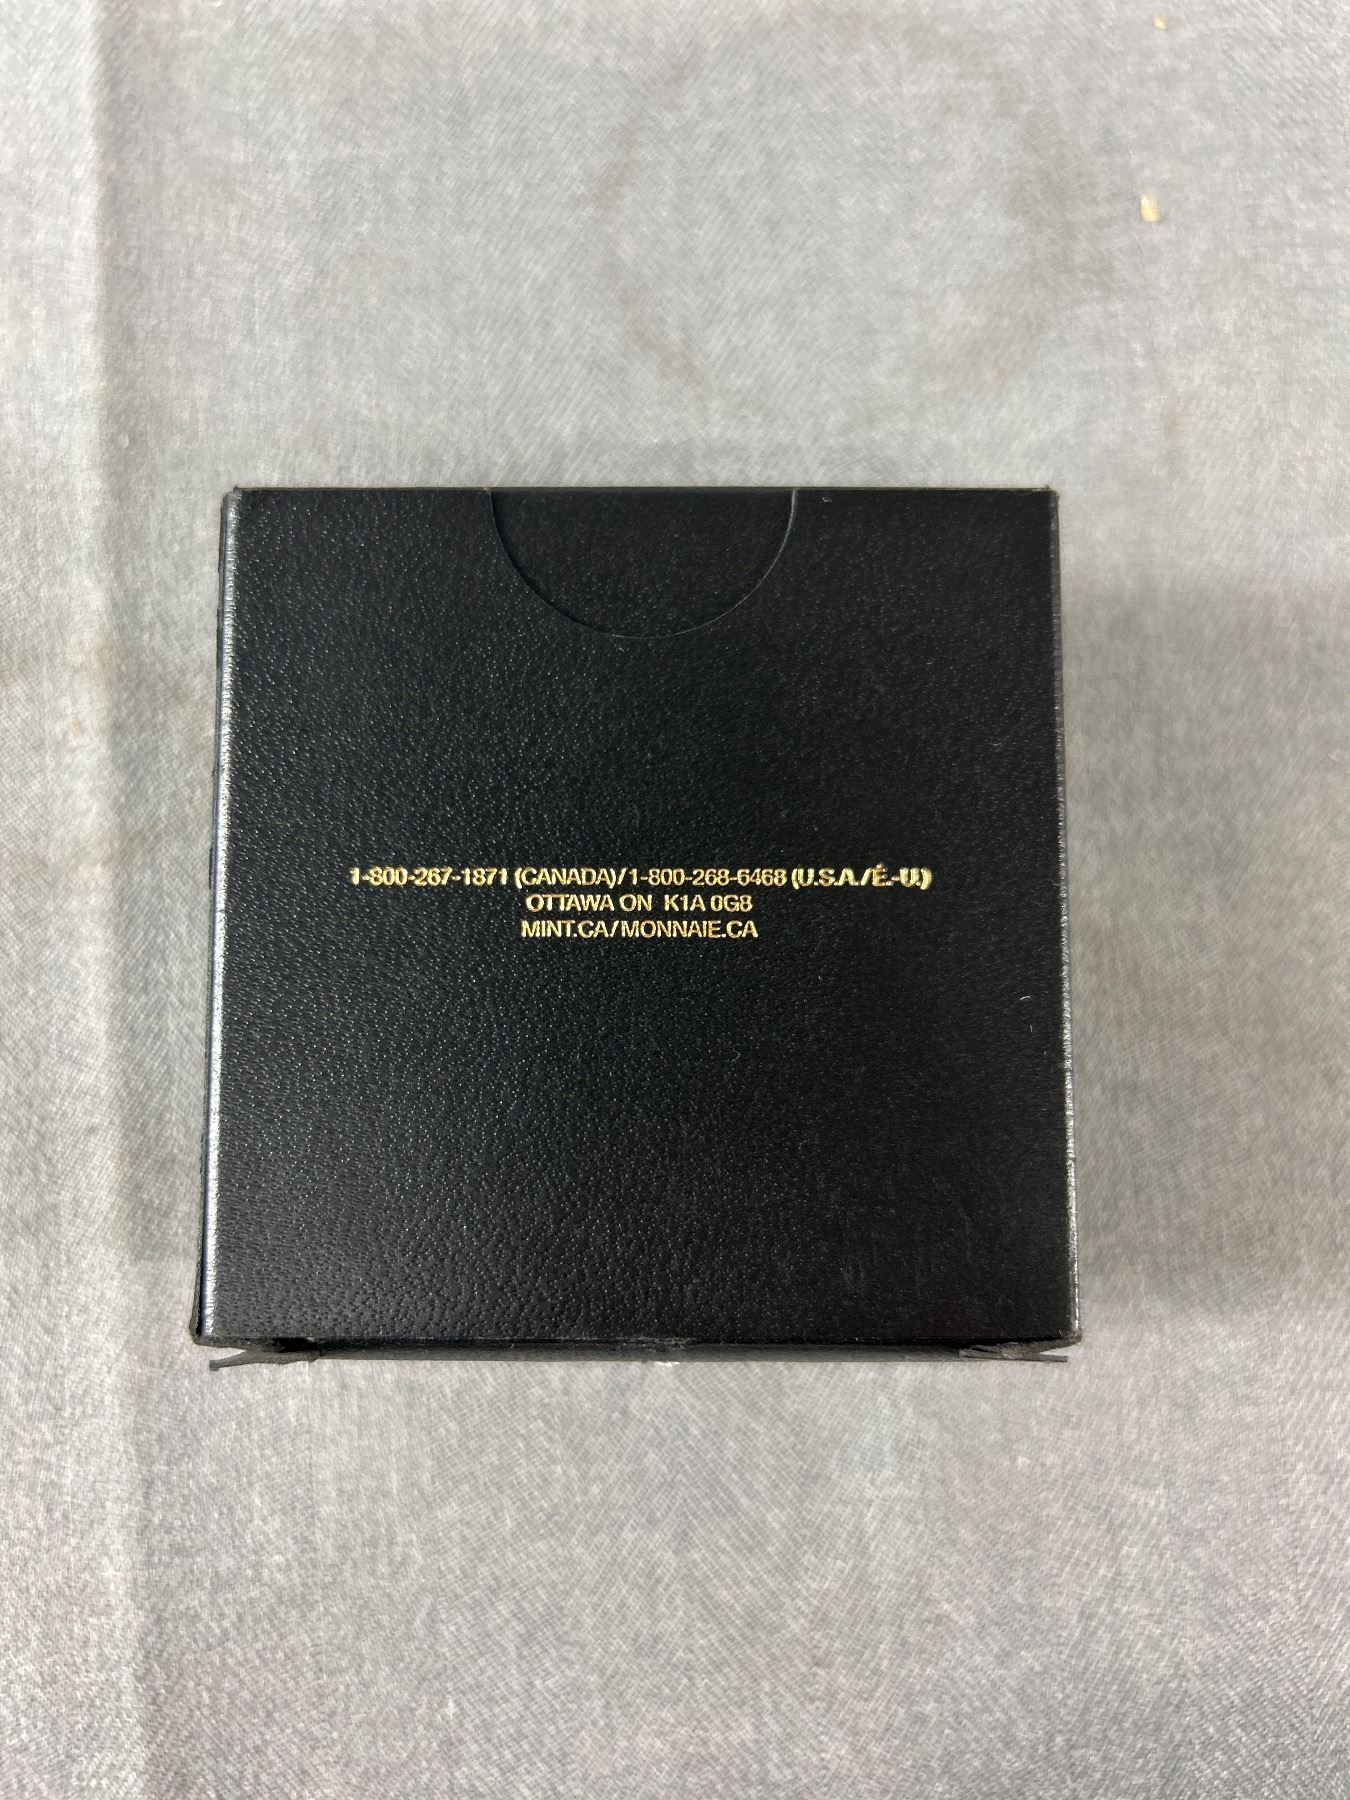 1-800-267-1871 (CANADA)/1-800-268-6468 (U.S.A./É.-U.)
OTTAWA ON K1A 0G8
MINT.CA/MONNAIE.CA